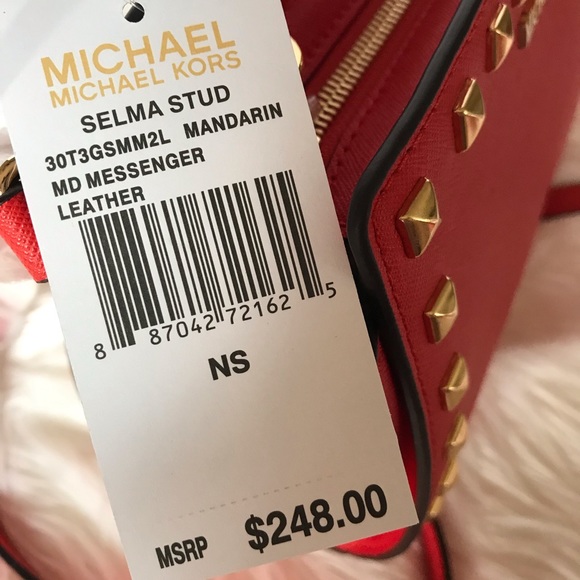 MICHAEL
MICHAEL KORS
SELMA STUD
30T3GSMM2L MANDARIN
MD MESSENGER
LEATHER
8 87042 72162 5
NS
MSRP $248.00